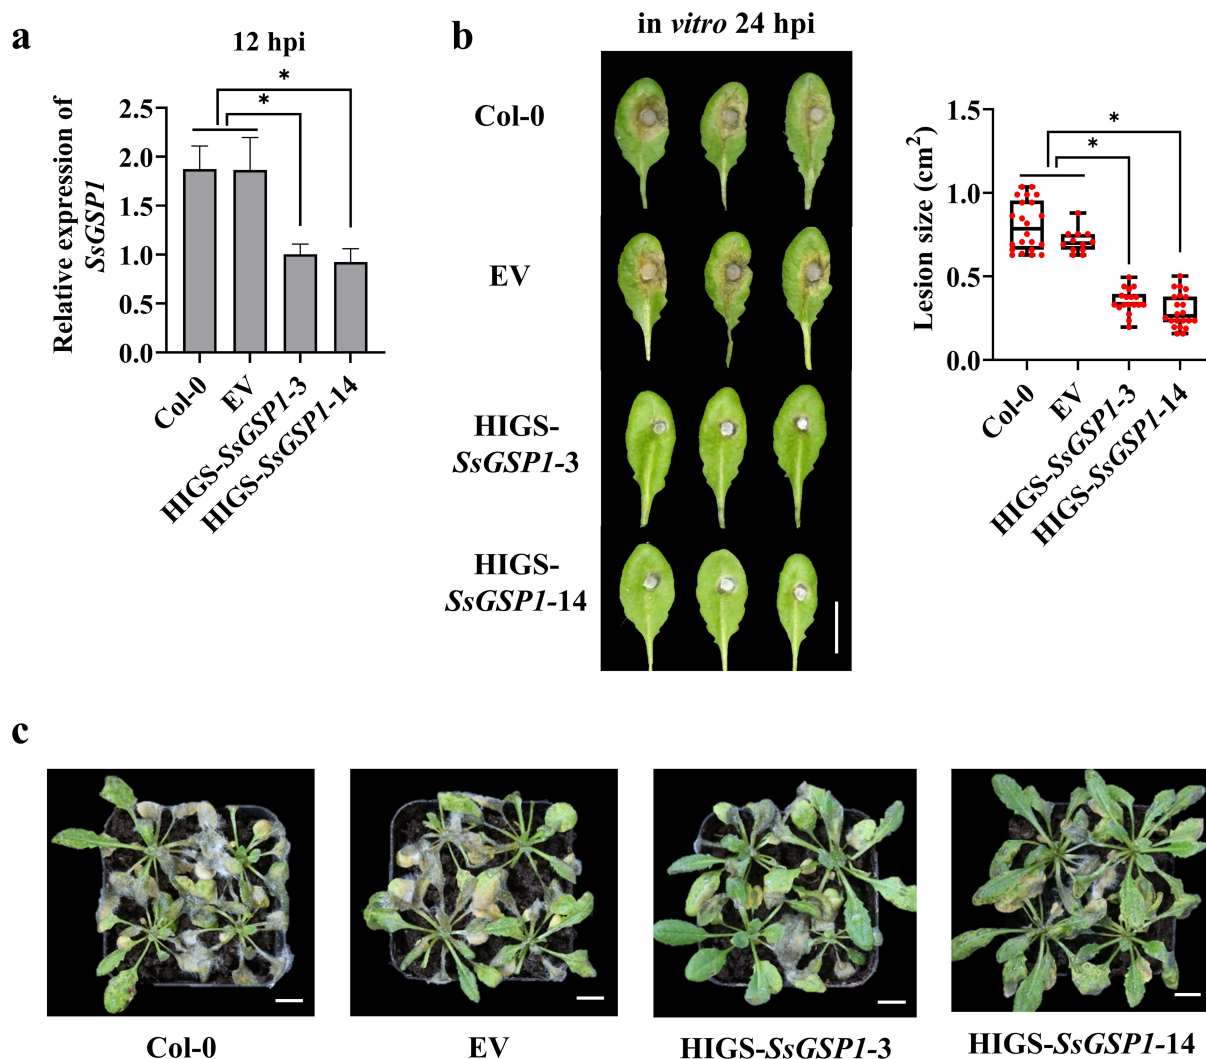 a
12 hpi
*
*
Relative expression of
SsGSP1
2.5
2.0
1.5
1.0
0.5
0.0
Col-0
EV
HIGS-SsGSP1-3
HIGS-SsGSP1-14
b
in vitro 24 hpi
Col-0
EV
HIGS-
SsGSP1-3
HIGS-
SsGSP1-14
*
*
Lesion size (cm²)
1.5
1.0
0.5
0.0
Col-0
EV
HIGS-SsGSP1-3
HIGS-SsGSP1-14
c
Col-0
EV
HIGS-SsGSP1-3
HIGS-SsGSP1-14